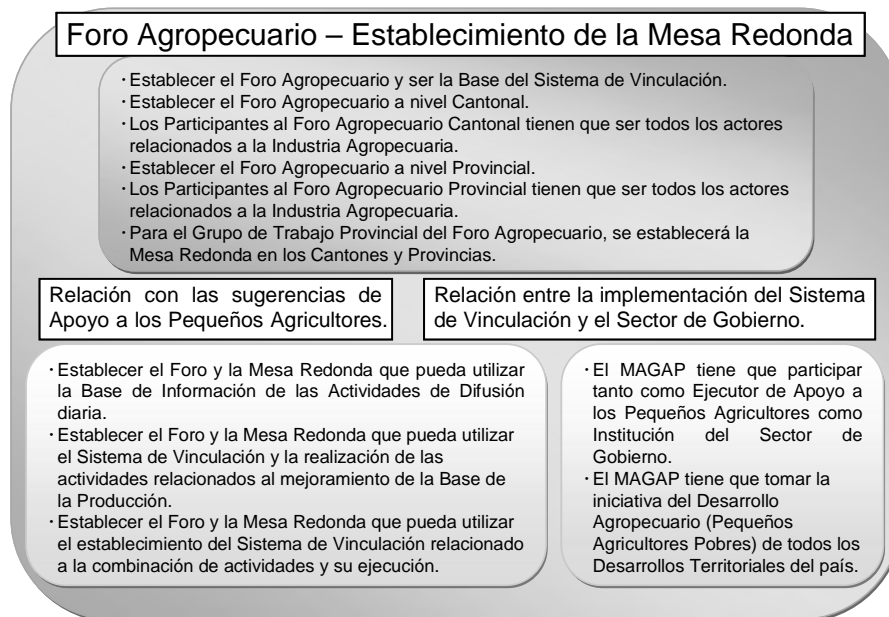 Foro Agropecuario – Establecimiento de la Mesa Redonda
· Establecer el Foro Agropecuario y ser la Base del Sistema de Vinculación.
· Establecer el Foro Agropecuario a nivel Cantonal.
· Los Participantes al Foro Agropecuario Cantonal tienen que ser todos los actores
relacionados a la Industria Agropecuaria.
· Establecer el Foro Agropecuario a nivel Provincial.
· Los Participantes al Foro Agropecuario Provincial tienen que ser todos los actores
relacionados a la Industria Agropecuaria.
· Para el Grupo de Trabajo Provincial del Foro Agropecuario, se establecerá la
Mesa Redonda en los Cantones y Provincias.
Relación con las sugerencias de
Apoyo a los Pequeños Agricultores.
Relación entre la implementación del Sistema
de Vinculación y el Sector de Gobierno.
· Establecer el Foro y la Mesa Redonda que pueda utilizar
la Base de Información de las Actividades de Difusión
diaria.
· Establecer el Foro y la Mesa Redonda que pueda utilizar
el Sistema de Vinculación y la realización de las
actividades relacionados al mejoramiento de la Base de
la Producción.
· Establecer el Foro y la Mesa Redonda que pueda utilizar
el establecimiento del Sistema de Vinculación relacionado
a la combinación de actividades y su ejecución.
· El MAGAP tiene que participar
tanto como Ejecutor de Apoyo a
los Pequeños Agricultores como
Institución del Sector de
Gobierno.
· El MAGAP tiene que tomar la
iniciativa del Desarrollo
Agropecuario (Pequeños
Agricultores Pobres) de todos los
Desarrollos Territoriales del país.